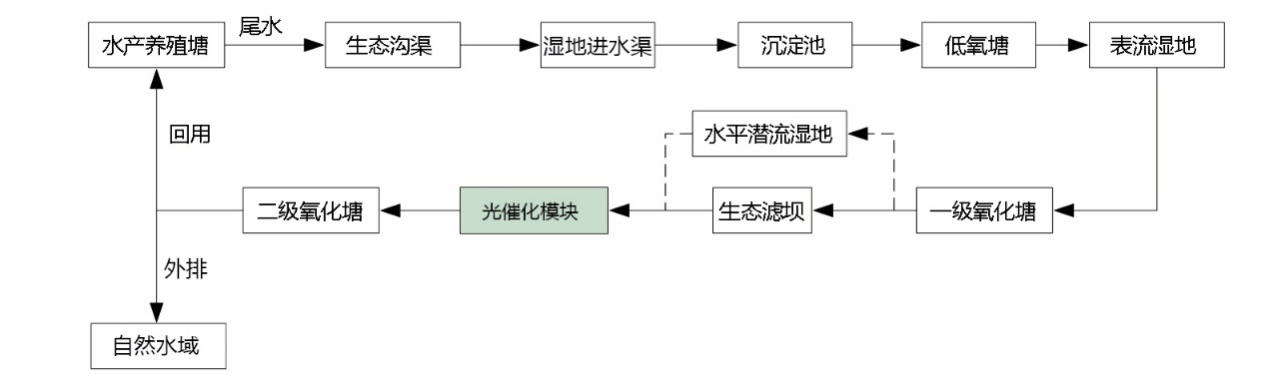 水产养殖塘
尾水
生态沟渠
湿地进水渠
沉淀池
低氧塘
表流湿地
回用
水平潜流湿地
二级氧化塘
光催化模块
生态滤坝
一级氧化塘
外排
自然水域